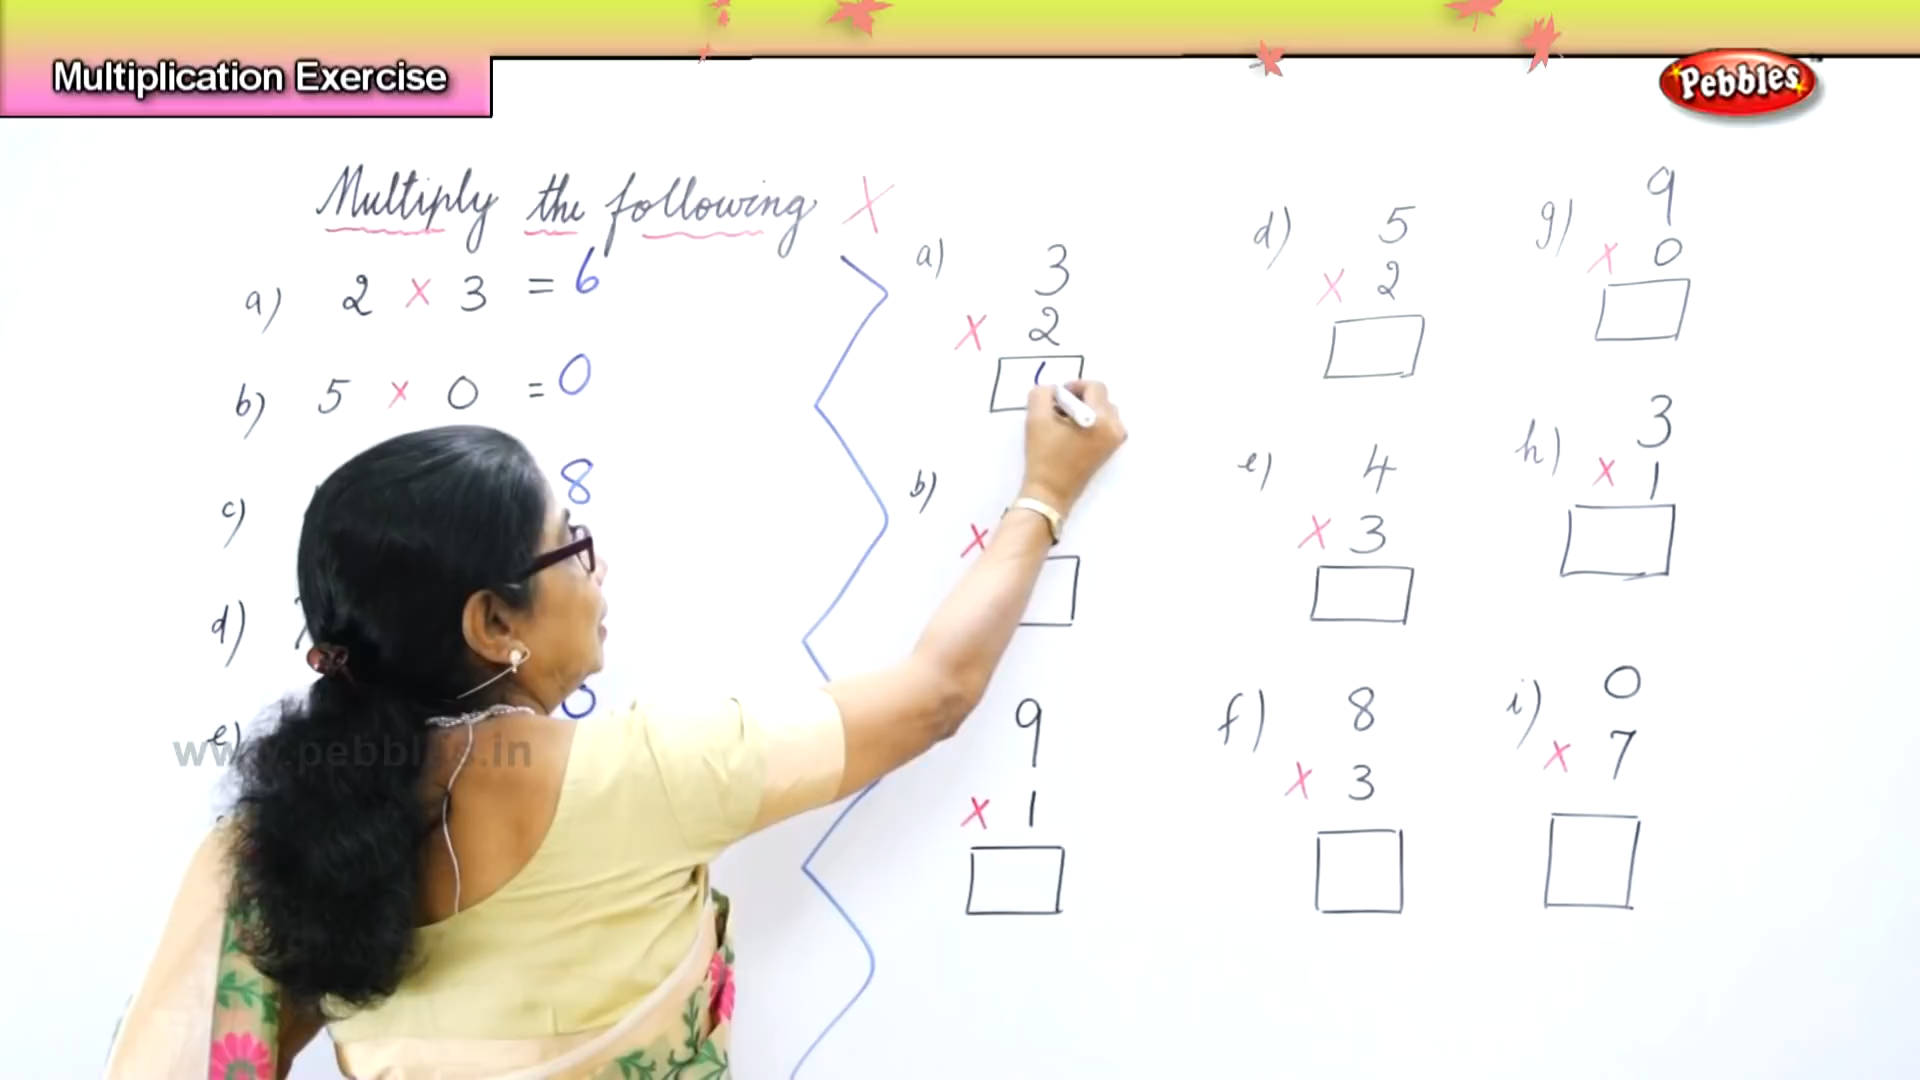 Multiplication Exercise
Pebbles
Multiply the following X
a) 2 × 3 = 6
b) 5 × 0 = 0
c) 8
d)
e) 0
www.pebbles.in
a) 3
× 2
b)
×
9
× 1
d) 5
× 2
e) 4
× 3
f) 8
× 3
g) 9
× 0
h) 3
× 1
i) 0
× 7